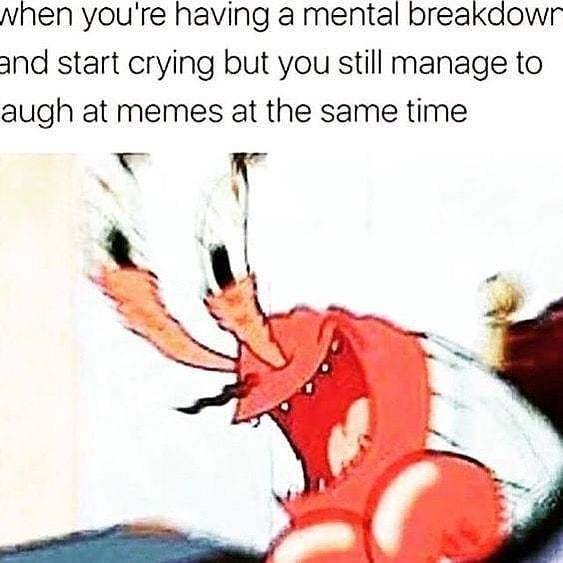 when you're having a mental breakdown
and start crying but you still manage to
laugh at memes at the same time